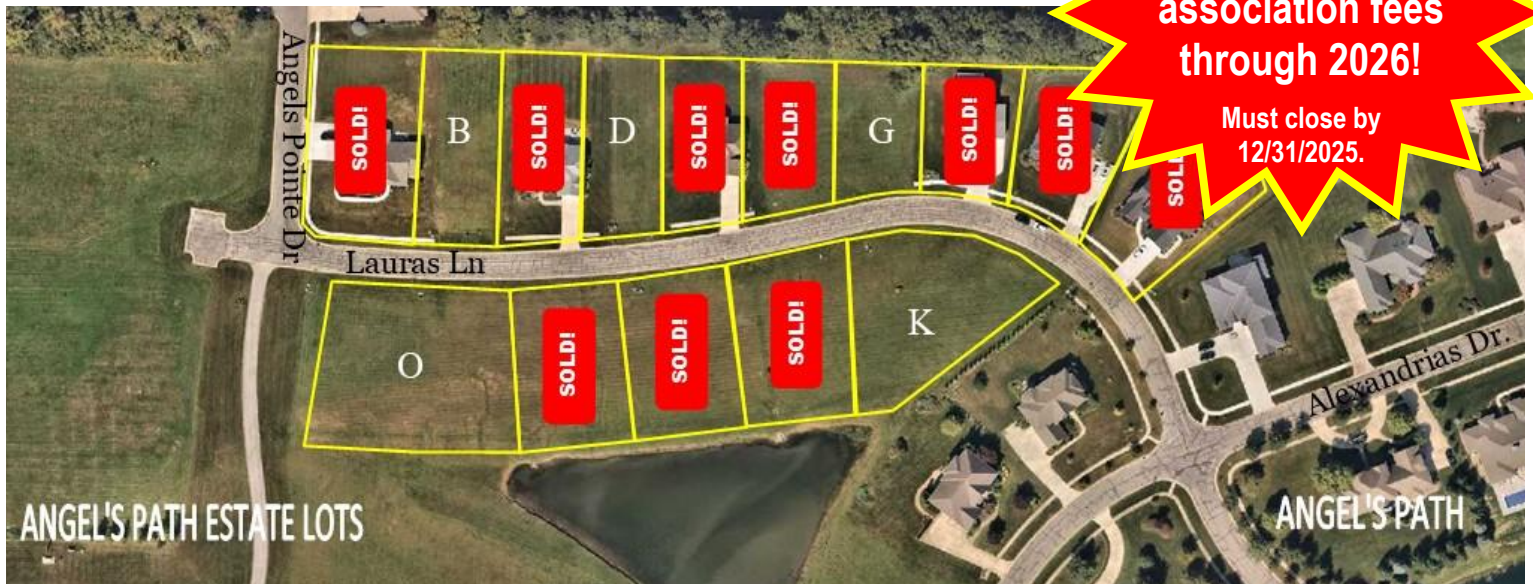 association fees
through 2026!
Must close by
12/31/2025.
Angels Pointe Dr
SOLD!
B
SOLD!
D
SOLD!
SOLD!
G
SOLD!
SOLD!
Lauras Ln
O
SOLD!
SOLD!
SOLD!
K
Alexandrias Dr.
ANGEL'S PATH ESTATE LOTS
ANGEL'S PATH